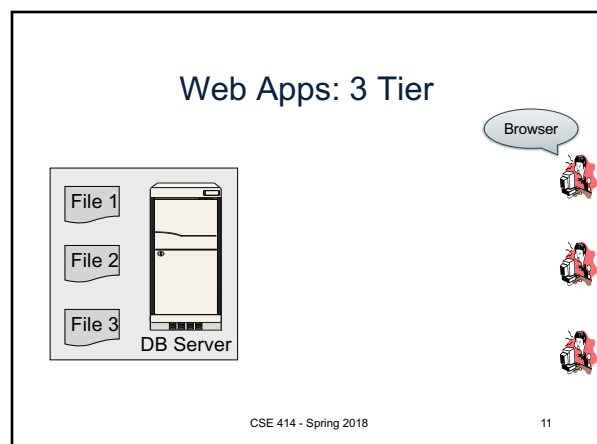 Web Apps: 3 Tier
Browser
File 1
File 2
File 3
DB Server
CSE 414 - Spring 2018
11